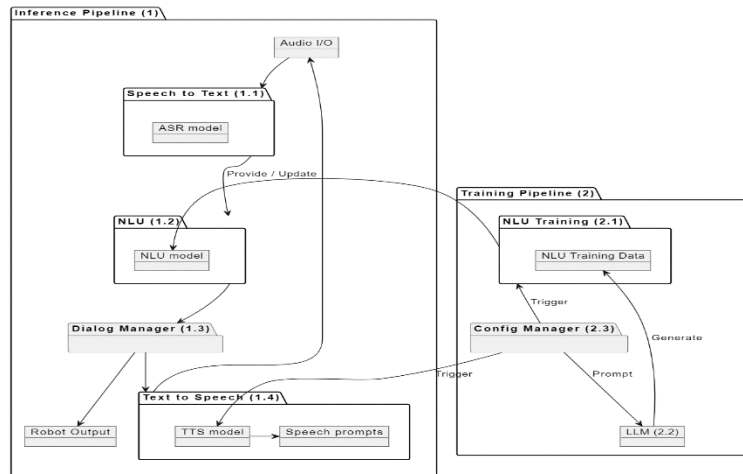 Inference Pipeline (1)
Audio I/O
Speech to Text (1.1)
ASR model
Provide / Update
Training Pipeline (2)
NLU (1.2)
NLU Training (2.1)
NLU model
NLU Training Data
Trigger
Dialog Manager (1.3)
Config Manager (2.3)
Generate
Trigger
Prompt
Text to Speech (1.4)
Robot Output
TTS model
Speech prompts
LLM (2.2)